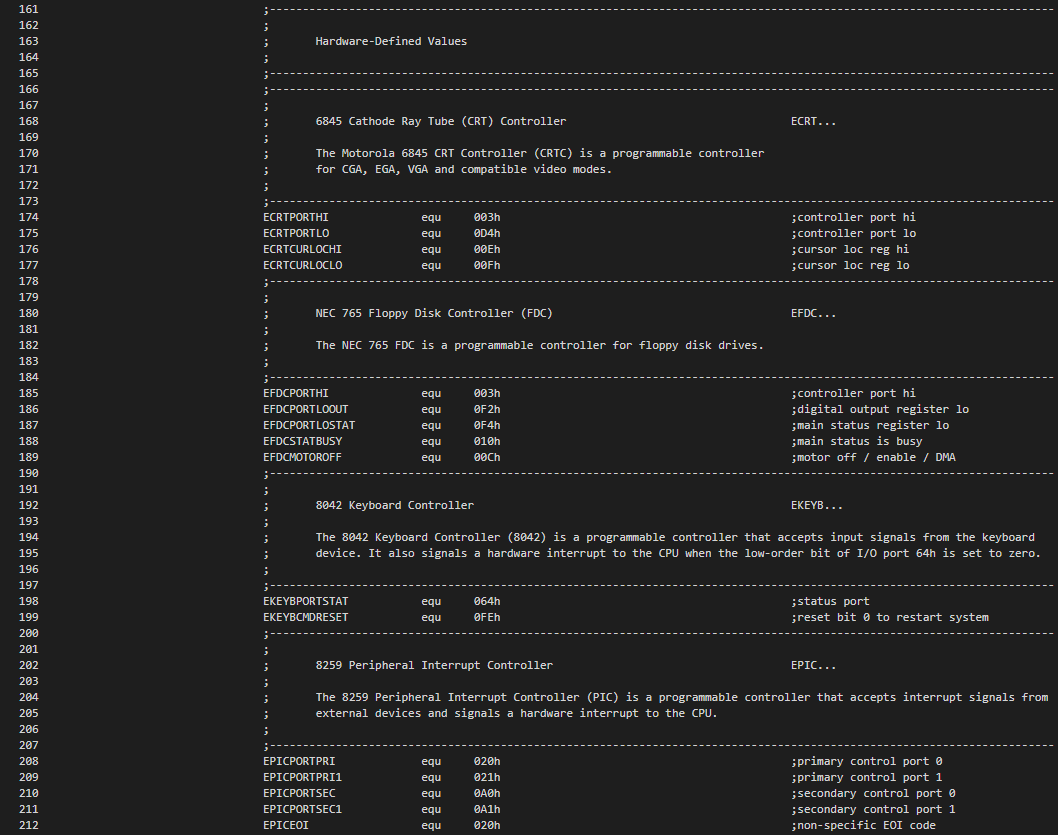 161 ;------------------------------------------------------------------------------------------------------------------------
162 ;
163 ; Hardware-Defined Values
164 ;
165 ;------------------------------------------------------------------------------------------------------------------------
166 ;------------------------------------------------------------------------------------------------------------------------
167 ;
168 ; 6845 Cathode Ray Tube (CRT) Controller ECRT...
169 ;
170 ; The Motorola 6845 CRT Controller (CRTC) is a programmable controller
171 ; for CGA, EGA, VGA and compatible video modes.
172 ;
173 ;------------------------------------------------------------------------------------------------------------------------
174 ECRTPORTHI equ 003h ;controller port hi
175 ECRTPORTLO equ 0D4h ;controller port lo
176 ECRTCURLOCHI equ 00Eh ;cursor loc reg hi
177 ECRTCURLOCLO equ 00Fh ;cursor loc reg lo
178 ;------------------------------------------------------------------------------------------------------------------------
179 ;
180 ; NEC 765 Floppy Disk Controller (FDC) EFDC...
181 ;
182 ; The NEC 765 FDC is a programmable controller for floppy disk drives.
183 ;
184 ;------------------------------------------------------------------------------------------------------------------------
185 EFDCPORTHI equ 003h ;controller port hi
186 EFDCPORTLOOUT equ 0F2h ;digital output register lo
187 EFDCPORTLOSTAT equ 0F4h ;main status register lo
188 EFDCSTATBUSY equ 010h ;main status is busy
189 EFDCMOTOROFF equ 00Ch ;motor off / enable / DMA
190 ;------------------------------------------------------------------------------------------------------------------------
191 ;
192 ; 8042 Keyboard Controller EKEYB...
193 ;
194 ; The 8042 Keyboard Controller (8042) is a programmable controller that accepts input signals from the keyboard
195 ; device. It also signals a hardware interrupt to the CPU when the low-order bit of I/O port 64h is set to zero.
196 ;
197 ;------------------------------------------------------------------------------------------------------------------------
198 EKEYBPORTSTAT equ 064h ;status port
199 EKEYBCMDRESET equ 0FEh ;reset bit 0 to restart system
200 ;------------------------------------------------------------------------------------------------------------------------
201 ;
202 ; 8259 Peripheral Interrupt Controller EPIC...
203 ;
204 ; The 8259 Peripheral Interrupt Controller (PIC) is a programmable controller that accepts interrupt signals from
205 ; external devices and signals a hardware interrupt to the CPU.
206 ;
207 ;------------------------------------------------------------------------------------------------------------------------
208 EPICPORTPRI equ 020h ;primary control port 0
209 EPICPORTPRI1 equ 021h ;primary control port 1
210 EPICPORTSEC equ 0A0h ;secondary control port 0
211 EPICPORTSEC1 equ 0A1h ;secondary control port 1
212 EPICEOI equ 020h ;non-specific EOI code